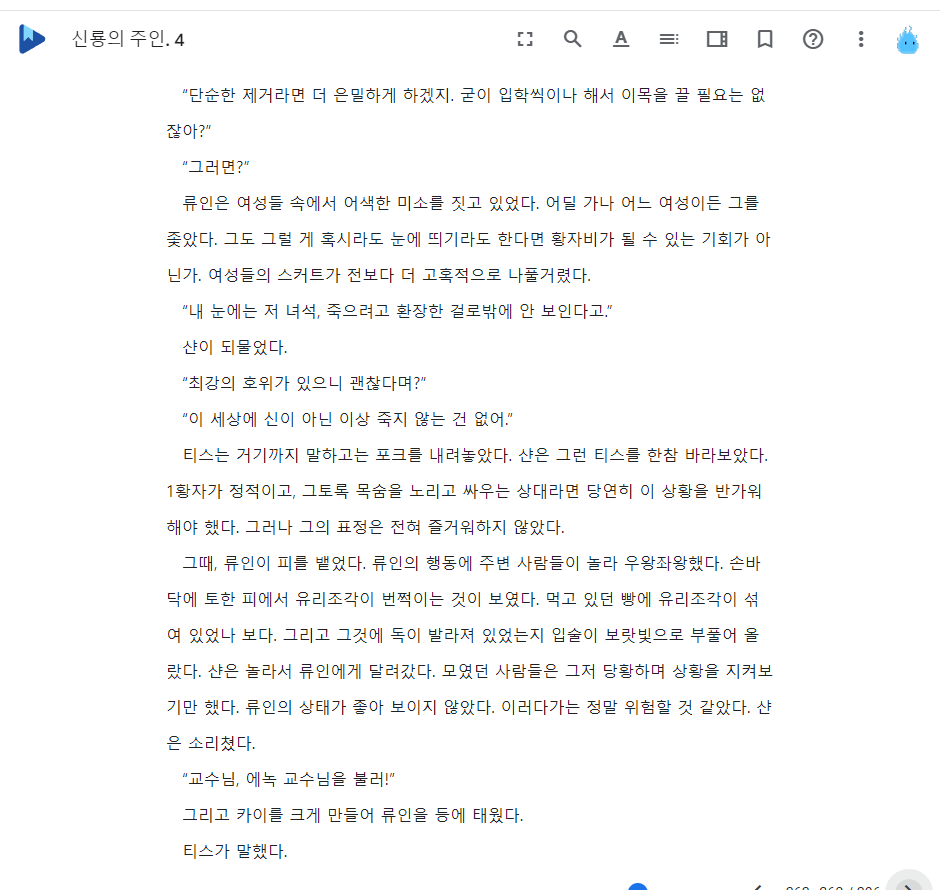 신룡의 주인. 4
“단순한 제거라면 더 은밀하게 하겠지. 굳이 입학씩이나 해서 이목을 끌 필요는 없
잖아?”
“그러면?”
류인은 여성들 속에서 어색한 미소를 짓고 있었다. 어딜 가나 어느 여성이든 그를
좇았다. 그도 그럴 게 혹시라도 눈에 띄기라도 한다면 황자비가 될 수 있는 기회가 아
닌가. 여성들의 스커트가 전보다 더 고혹적으로 나풀거렸다.
“내 눈에는 저 녀석, 죽으려고 환장한 걸로밖에 안 보인다고.”
샨이 되물었다.
“최강의 호위가 있으니 괜찮다며?”
“이 세상에 신이 아닌 이상 죽지 않는 건 없어.”
티스는 거기까지 말하고는 포크를 내려놓았다. 샨은 그런 티스를 한참 바라보았다.
1황자가 정적이고, 그토록 목숨을 노리고 싸우는 상대라면 당연히 이 상황을 반가워
해야 했다. 그러나 그의 표정은 전혀 즐거워하지 않았다.
그때, 류인이 피를 뱉었다. 류인의 행동에 주변 사람들이 놀라 우왕좌왕했다. 손바
닥에 토한 피에서 유리조각이 번쩍이는 것이 보였다. 먹고 있던 빵에 유리조각이 섞
여 있었나 보다. 그리고 그것에 독이 발라져 있었는지 입술이 보랏빛으로 부풀어 올
랐다. 샨은 놀라서 류인에게 달려갔다. 모였던 사람들은 그저 당황하며 상황을 지켜보
기만 했다. 류인의 상태가 좋아 보이지 않았다. 이러다가는 정말 위험할 것 같았다. 샨
은 소리쳤다.
“교수님, 에녹 교수님을 불러!”
그리고 카이를 크게 만들어 류인을 등에 태웠다.
티스가 말했다.